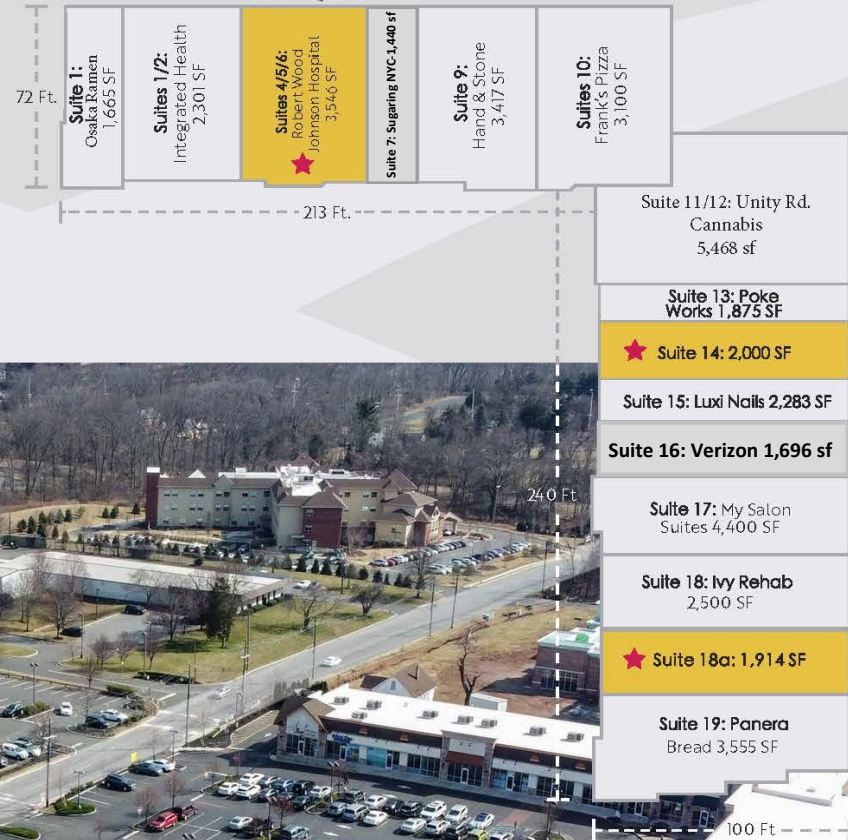 72 Ft.
Suite 1:
Osaka Ramen
1,665 SF
Suites 1/2:
Integrated Health
2,301 SF
Suites 4/5/6:
Robert Wood
Johnson Hospital
3,546 SF
Suite 7: Sugaring NYC-1,440 sf
Suite 9:
Hand & Stone
3,417 SF
Suites 10:
Frank's Pizza
3,100 SF
213 Ft.
Suite 11/12: Unity Rd.
Cannabis
5,468 sf
Suite 13: Poke
Works 1,875 SF
Suite 14: 2,000 SF
Suite 15: Luxi Nails 2,283 SF
Suite 16: Verizon 1,696 sf
240 Ft
Suite 17: My Salon
Suites 4,400 SF
Suite 18: Ivy Rehab
2,500 SF
Suite 18a: 1,914 SF
Suite 19: Panera
Bread 3,555 SF
100 Ft